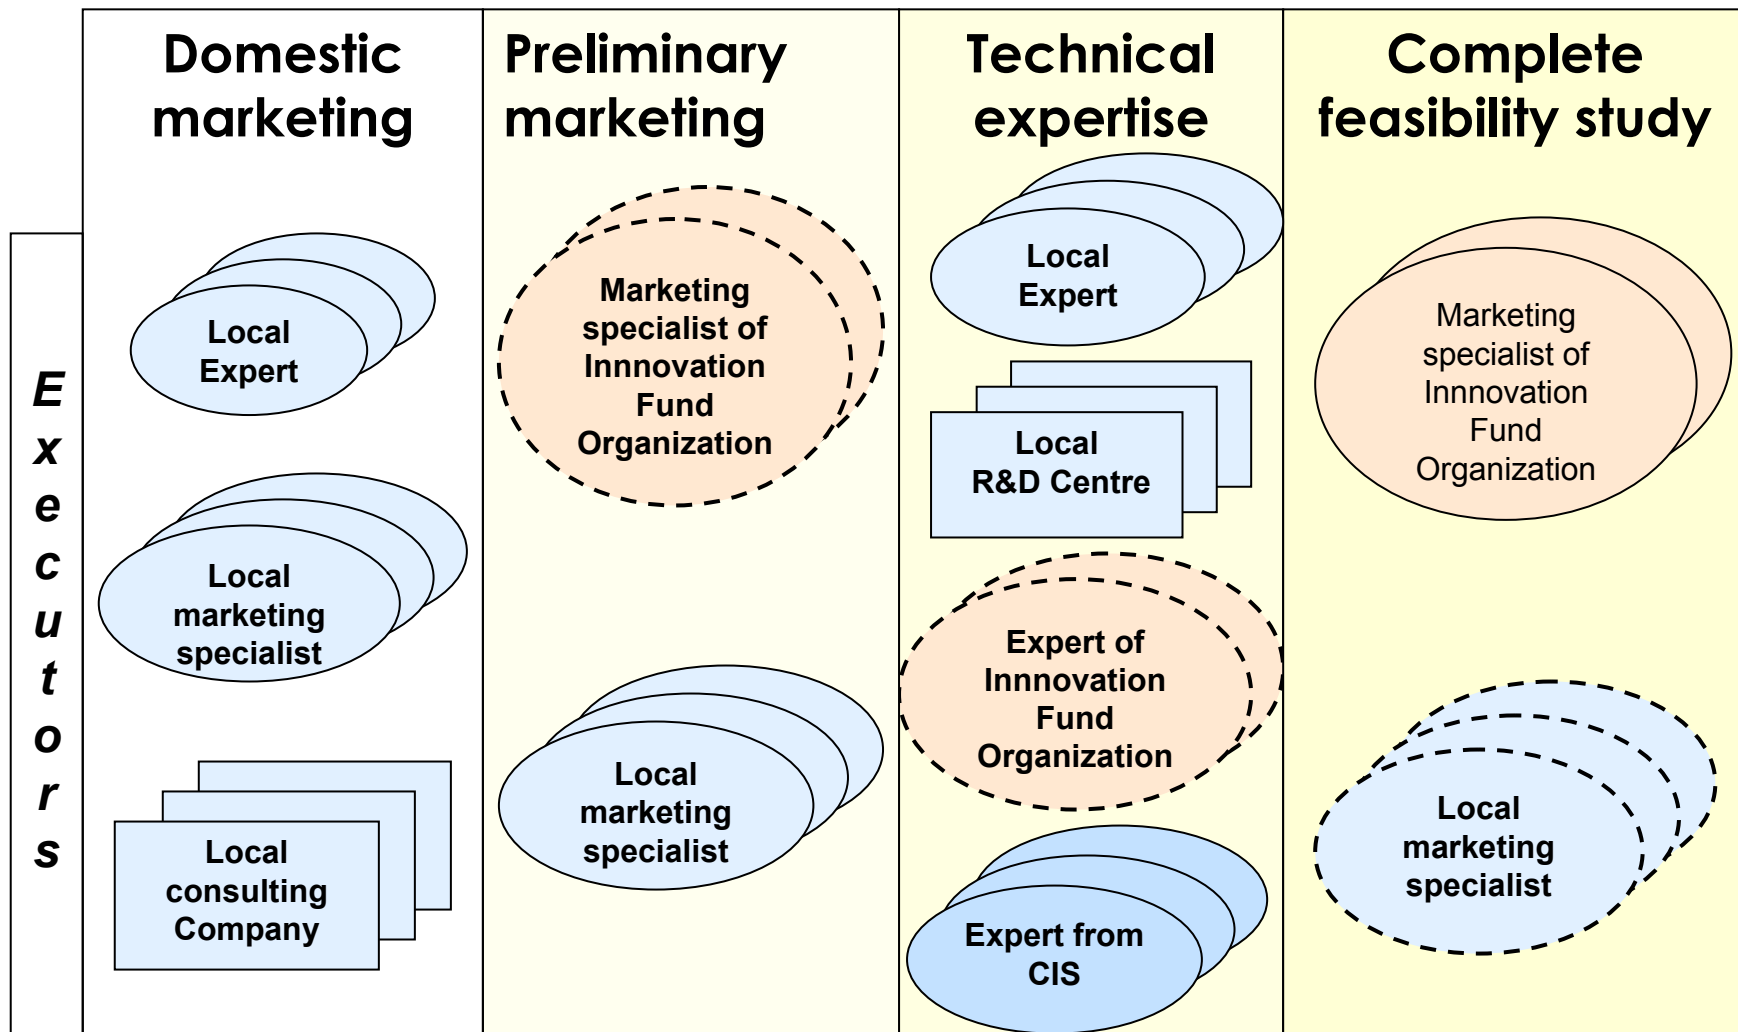 Domestic
marketing
Preliminary
marketing
Technical
expertise
Complete
feasibility study
Executors
Local
Expert
Local
marketing
specialist
Local
consulting
Company
Marketing
specialist of
Innnovation
Fund
Organization
Local
marketing
specialist
Local
Expert
Local
R&D Centre
Expert of
Innnovation
Fund
Organization
Expert from
CIS
Marketing
specialist of
Innnovation
Fund
Organization
Local
marketing
specialist